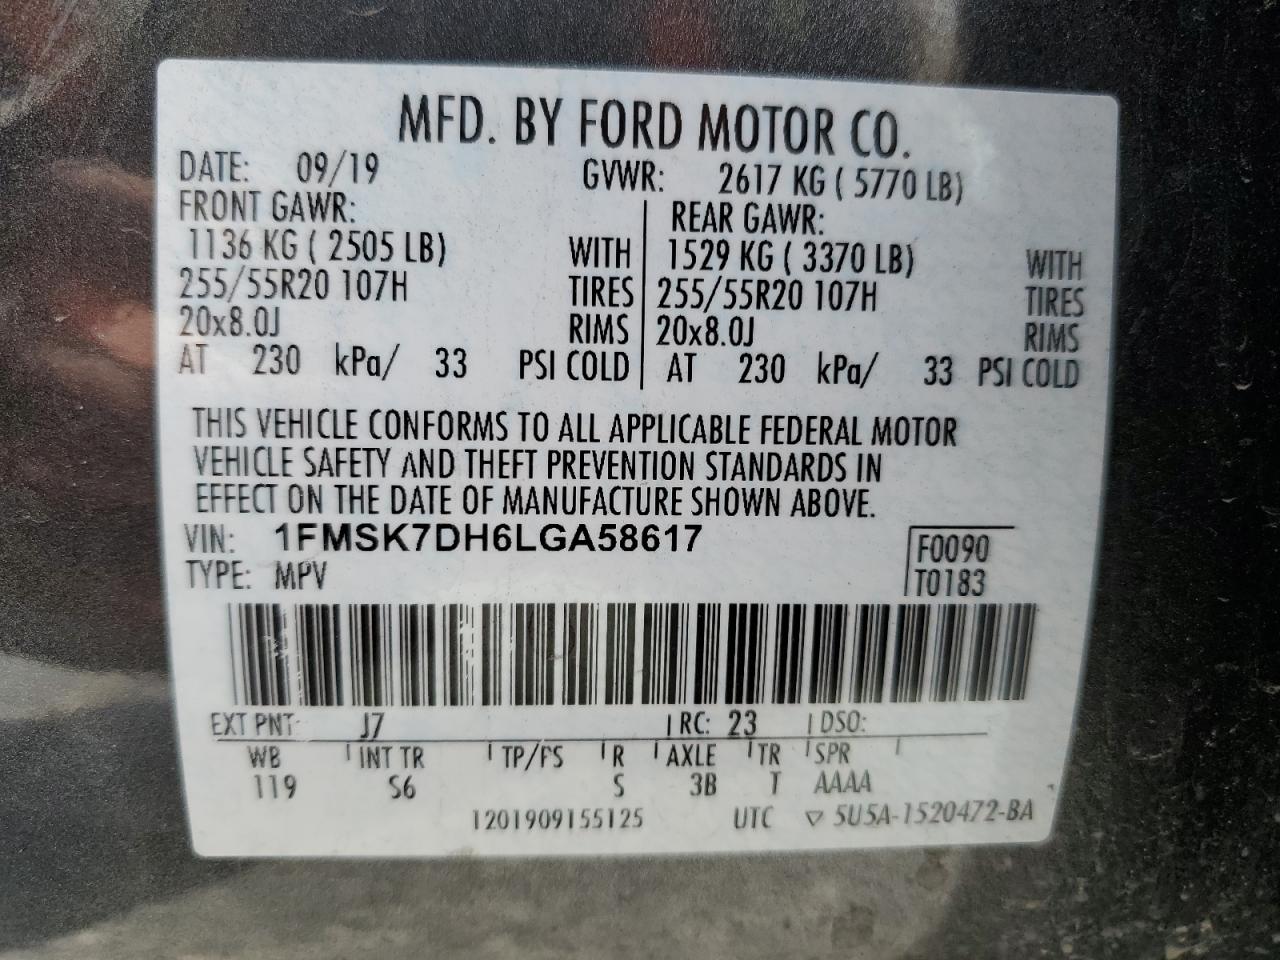 MFD. BY FORD MOTOR CO.
DATE: 09/19 GVWR: 2617 KG ( 5770 LB)
FRONT GAWR: REAR GAWR:
1136 KG ( 2505 LB) WITH 1529 KG ( 3370 LB) WITH
255/55R20 107H TIRES 255/55R20 107H TIRES
20x8.0J RIMS 20x8.0J RIMS
AT 230 kPa/ 33 PSI COLD AT 230 kPa/ 33 PSI COLD
THIS VEHICLE CONFORMS TO ALL APPLICABLE FEDERAL MOTOR
VEHICLE SAFETY AND THEFT PREVENTION STANDARDS IN
EFFECT ON THE DATE OF MANUFACTURE SHOWN ABOVE.
VIN: 1FMSK7DH6LGA58617 F0090
TYPE: MPV T0183
EXT PNT: J7 RC: 23 DSO:
WB INT TR TP/FS R AXLE TR SPR
119 S6 S 3B T AAAA
1201909155125 UTC ▽ 5U5A-1520472-BA